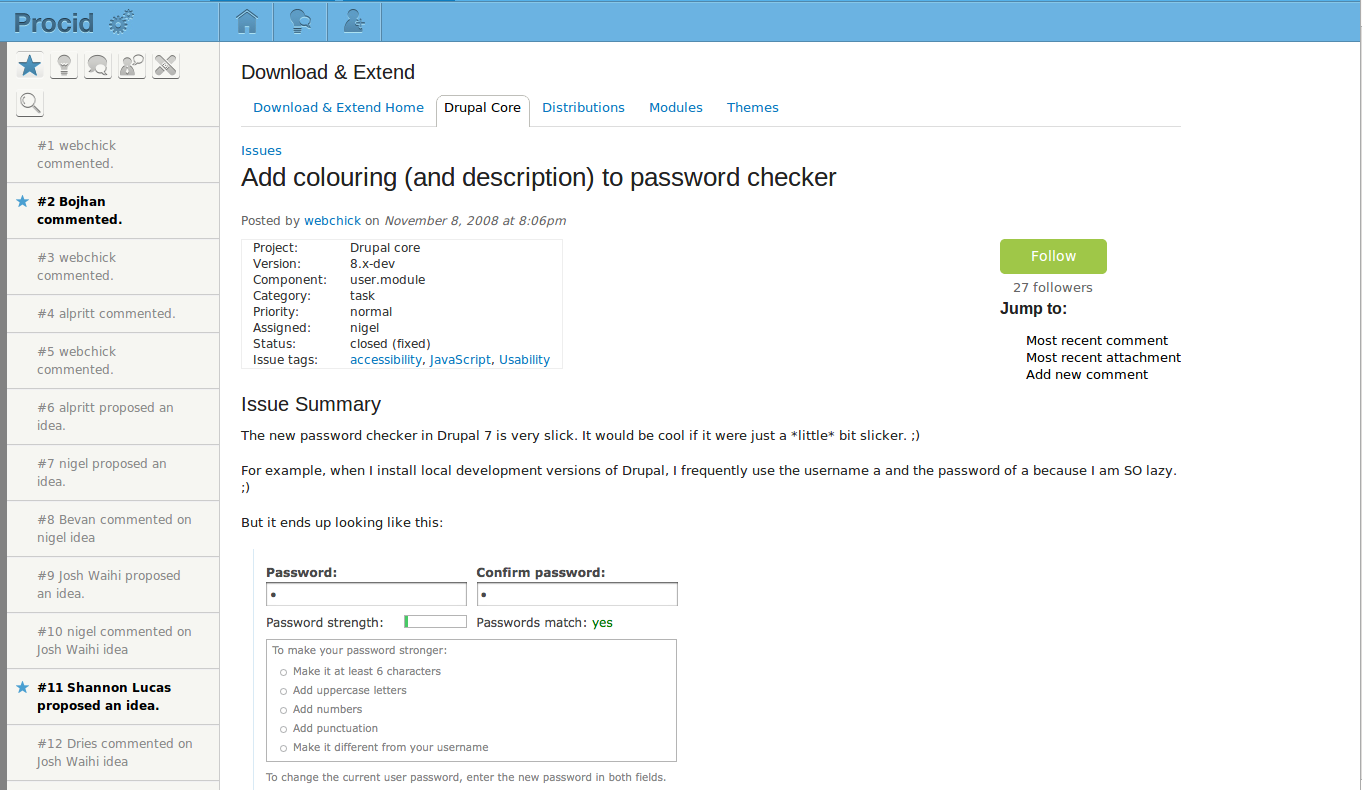 Procid
#1 webchick
commented.
#2 Bojhan
commented.
#3 webchick
commented.
#4 alpritt commented.
#5 webchick
commented.
#6 alpritt proposed an
idea.
#7 nigel proposed an
idea.
#8 Bevan commented on
nigel idea
#9 Josh Waihi proposed
an idea.
#10 nigel commented on
Josh Waihi idea
#11 Shannon Lucas
proposed an idea.
#12 Dries commented on
Josh Waihi idea
Download & Extend
Download & Extend Home Drupal Core Distributions Modules Themes
Issues
Add colouring (and description) to password checker
Posted by webchick on November 8, 2008 at 8:06pm
Project: Drupal core
Version: 8.x-dev
Component: user.module
Category: task
Priority: normal
Assigned: nigel
Status: closed (fixed)
Issue tags: accessibility, JavaScript, Usability
Follow
27 followers
Jump to:
Most recent comment
Most recent attachment
Add new comment
Issue Summary
The new password checker in Drupal 7 is very slick. It would be cool if it were just a *little* bit slicker. ;)
For example, when I install local development versions of Drupal, I frequently use the username a and the password of a because I am SO lazy.
;)
But it ends up looking like this:
Password: Confirm password:
Password strength: Passwords match: yes
To make your password stronger:
Make it at least 6 characters
Add uppercase letters
Add numbers
Add punctuation
Make it different from your username
To change the current user password, enter the new password in both fields.